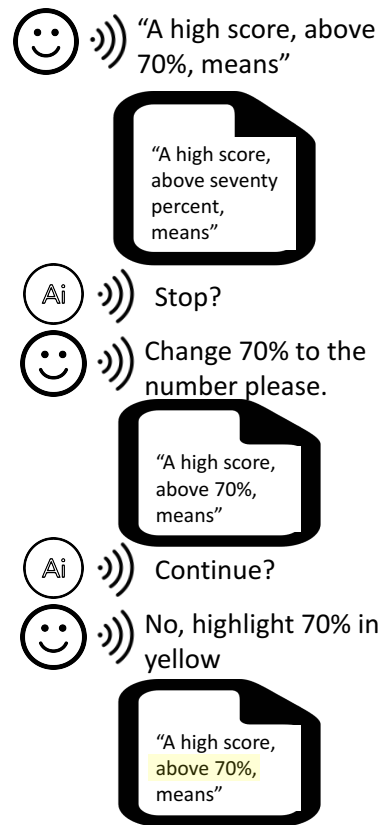 “A high score, above
70%, means”
“A high score,
above seventy
percent,
means”
Ai
Stop?
Change 70% to the
number please.
“A high score,
above 70%,
means”
Ai
Continue?
No, highlight 70% in
yellow
“A high score,
above 70%,
means”